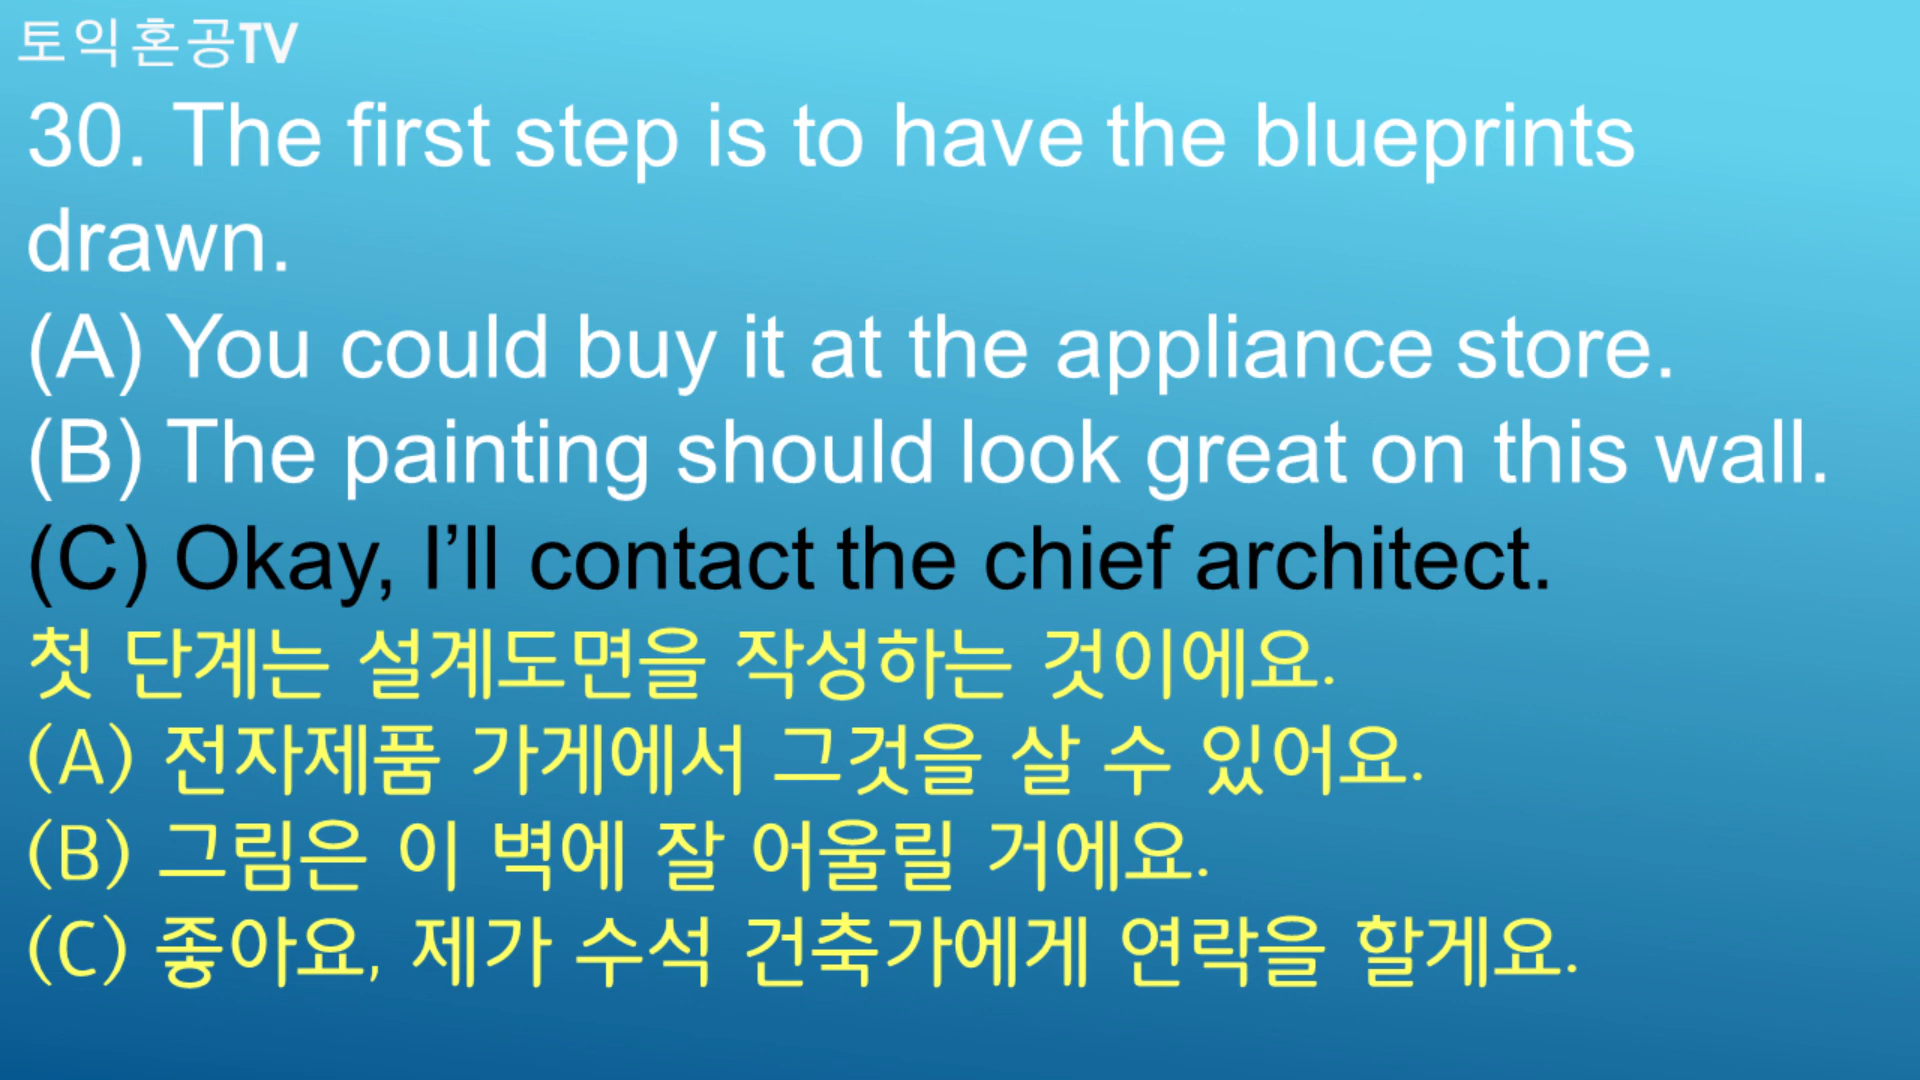 토익혼공TV
30. The first step is to have the blueprints
drawn.
(A) You could buy it at the appliance store.
(B) The painting should look great on this wall.
(C) Okay, I’ll contact the chief architect.
첫 단계는 설계도면을 작성하는 것이에요.
(A) 전자제품 가게에서 그것을 살 수 있어요.
(B) 그림은 이 벽에 잘 어울릴 거에요.
(C) 좋아요, 제가 수석 건축가에게 연락을 할게요.